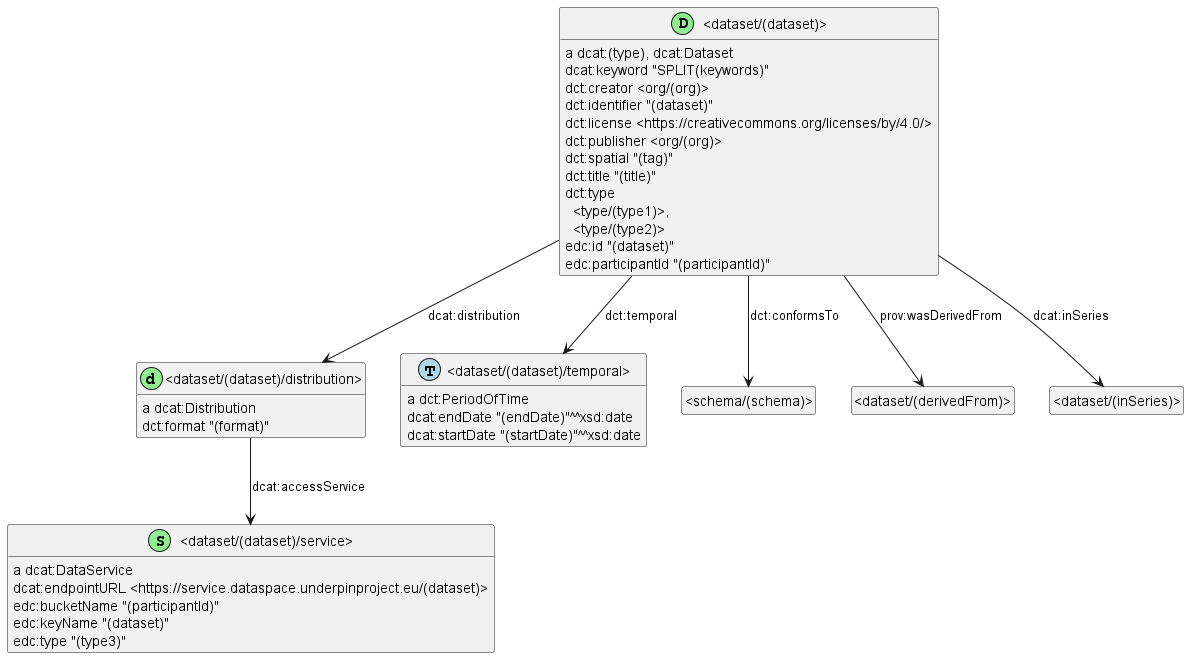 D <dataset/(dataset)>
a dcat:(type), dcat:Dataset
dcat:keyword "SPLIT(keywords)"
dct:creator <org/(org)>
dct:identifier "(dataset)"
dct:license <https://creativecommons.org/licenses/by/4.0/>
dct:publisher <org/(org)>
dct:spatial "(tag)"
dct:title "(title)"
dct:type
<type/(type1)>,
<type/(type2)>
edc:id "(dataset)"
edc:participantId "(participantId)"
dcat:distribution
dct:temporal
dct:conformsTo
prov:wasDerivedFrom
dcat:inSeries
d <dataset/(dataset)/distribution>
a dcat:Distribution
dct:format "(format)"
T <dataset/(dataset)/temporal>
a dct:PeriodOfTime
dcat:endDate "(endDate)"^^xsd:date
dcat:startDate "(startDate)"^^xsd:date
<schema/(schema)>
<dataset/(derivedFrom)>
<dataset/(inSeries)>
dcat:accessService
S <dataset/(dataset)/service>
a dcat:DataService
dcat:endpointURL <https://service.dataspace.underpinproject.eu/(dataset)>
edc:bucketName "(participantId)"
edc:keyName "(dataset)"
edc:type "(type3)"